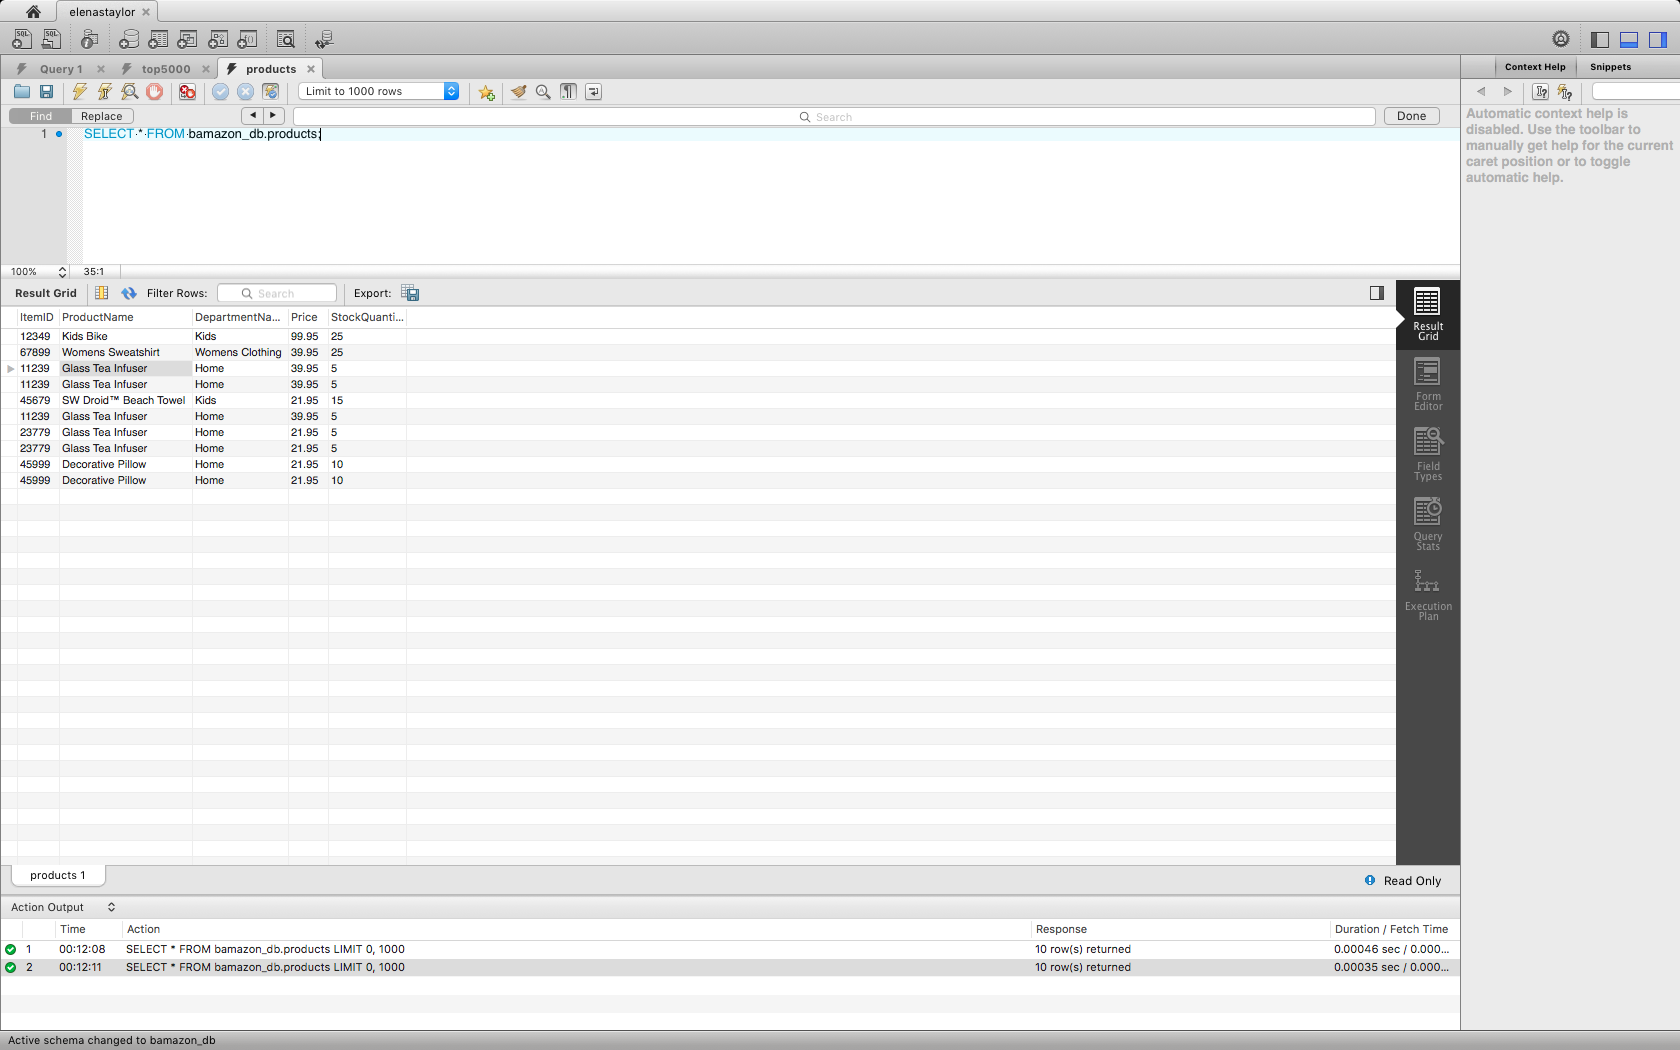 elenastaylor
Query 1
top5000
products
Context Help
Snippets
Limit to 1000 rows
Find
Replace
Search
Done
1
SELECT * FROM bamazon_db.products;
Automatic context help is
disabled. Use the toolbar to
manually get help for the current
caret position or to toggle
automatic help.
100%
35:1
Result Grid
Filter Rows:
Search
Export:
ItemID ProductName DepartmentNa... Price StockQuanti...
12349 Kids Bike Kids 99.95 25
67899 Womens Sweatshirt Womens Clothing 39.95 25
11239 Glass Tea Infuser Home 39.95 5
11239 Glass Tea Infuser Home 39.95 5
45679 SW Droid™ Beach Towel Kids 21.95 15
11239 Glass Tea Infuser Home 39.95 5
23779 Glass Tea Infuser Home 21.95 5
23779 Glass Tea Infuser Home 21.95 5
45999 Decorative Pillow Home 21.95 10
45999 Decorative Pillow Home 21.95 10
Result
Grid
Form
Editor
Field
Types
Query
Stats
Execution
Plan
products 1
Read Only
Action Output
Time Action Response Duration / Fetch Time
1 00:12:08 SELECT * FROM bamazon_db.products LIMIT 0, 1000 10 row(s) returned 0.00046 sec / 0.000...
2 00:12:11 SELECT * FROM bamazon_db.products LIMIT 0, 1000 10 row(s) returned 0.00035 sec / 0.000...
Active schema changed to bamazon_db